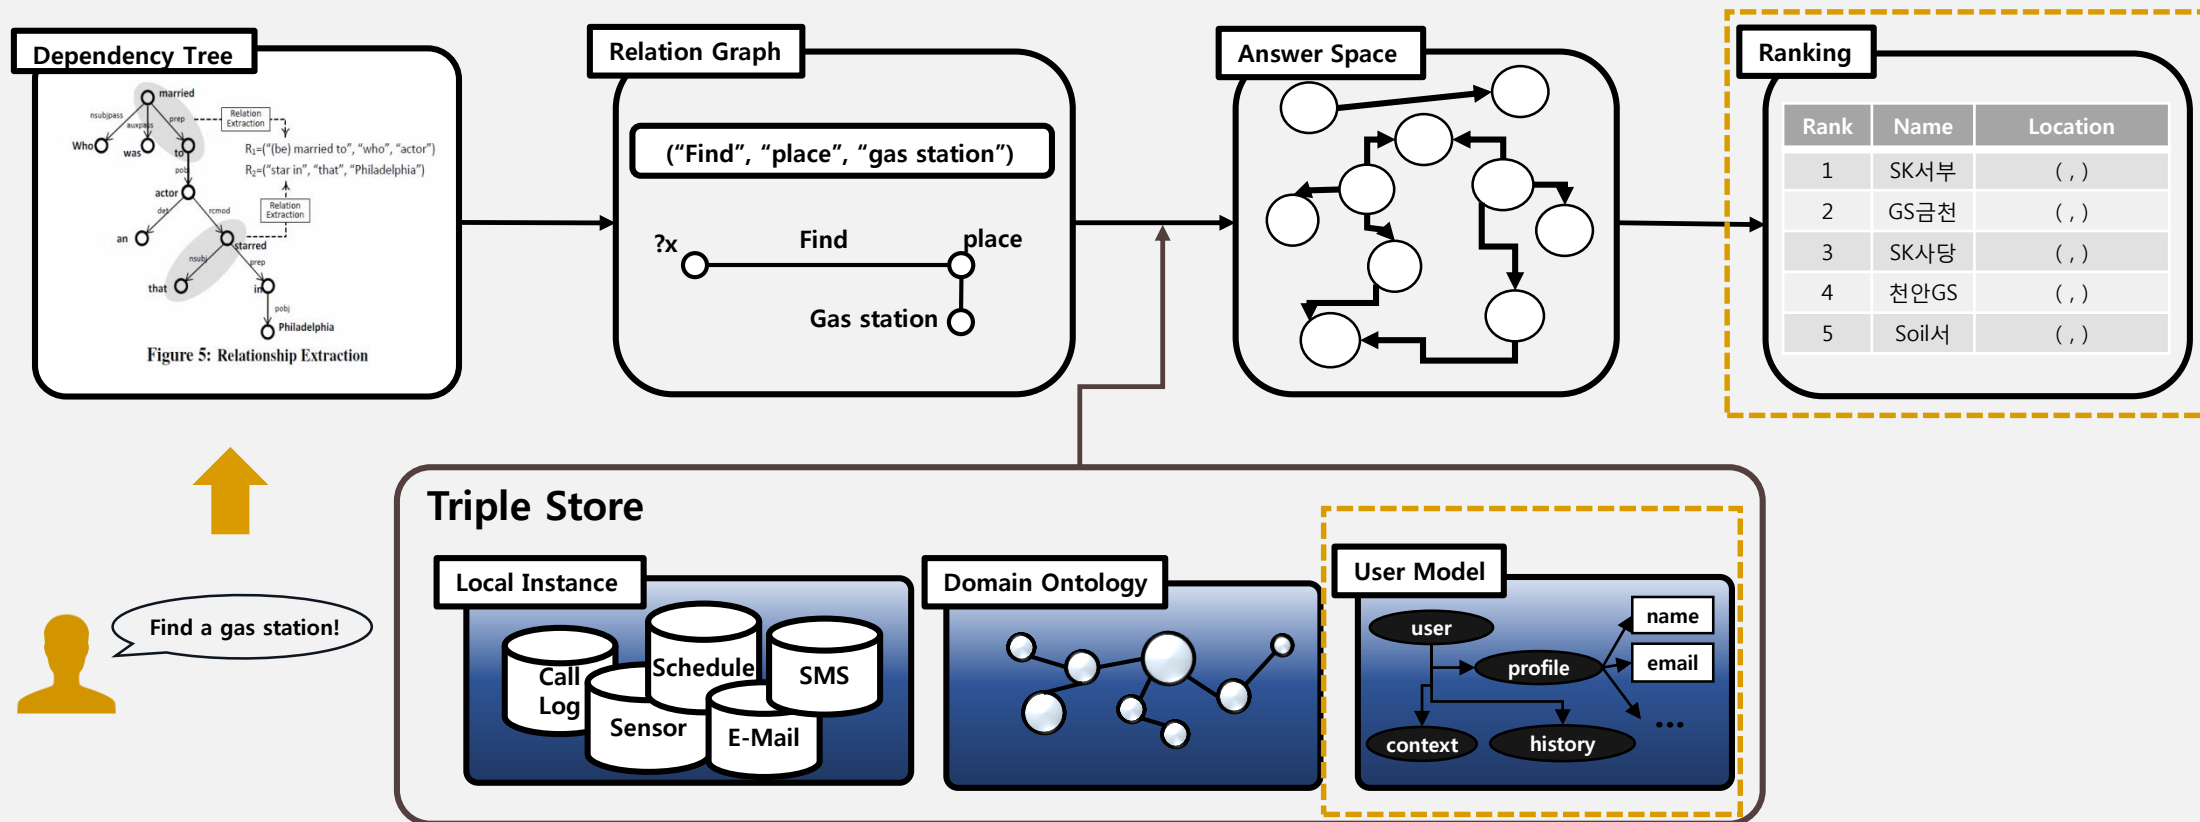 Dependency Tree
married
nsubjpass
auxpass
prep
Relation
Extraction
Who
was
to
R1=("(be) married to", "who", "actor")
R2=("star in", "that", "Philadelphia")
pobj
actor
det
rcmod
Relation
Extraction
an
starred
nsubj
prep
that
in
pobj
Philadelphia
Figure 5: Relationship Extraction
Relation Graph
("Find", "place", "gas station")
?x
Find
place
Gas station
Answer Space
Ranking
Rank Name Location
1 SK서부 ( , )
2 GS금천 ( , )
3 SK사당 ( , )
4 천안GS ( , )
5 Soil서 ( , )
Find a gas station!
Triple Store
Local Instance
Call
Log
Sensor
Schedule
E-Mail
SMS
Domain Ontology
User Model
user
profile
name
email
...
context
history